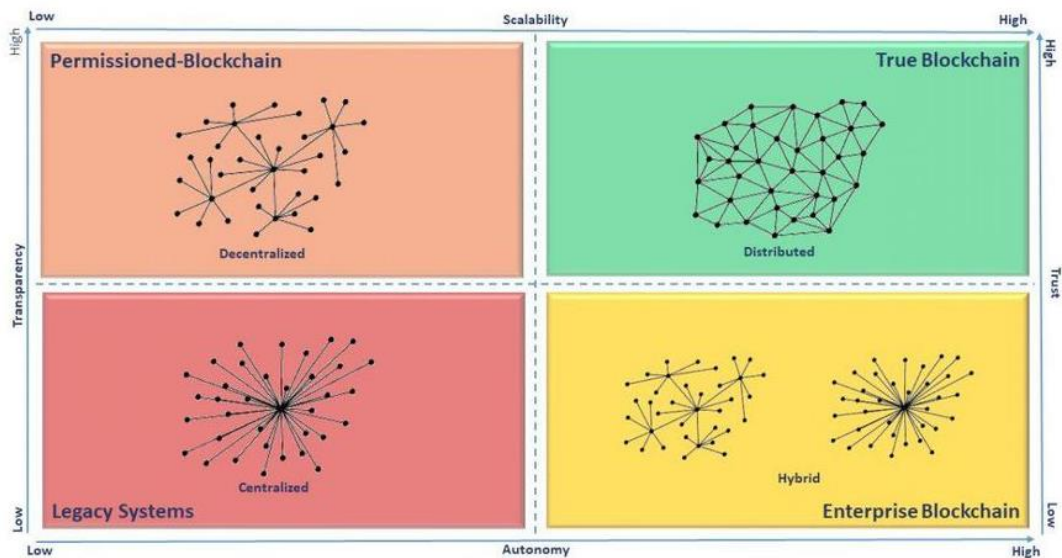 Low
Scalability
High
High
High
Permissioned-Blockchain
True Blockchain
Decentralized
Distributed
Transparency
Trust
Centralized
Hybrid
Legacy Systems
Enterprise Blockchain
Low
Low
Low
Autonomy
High